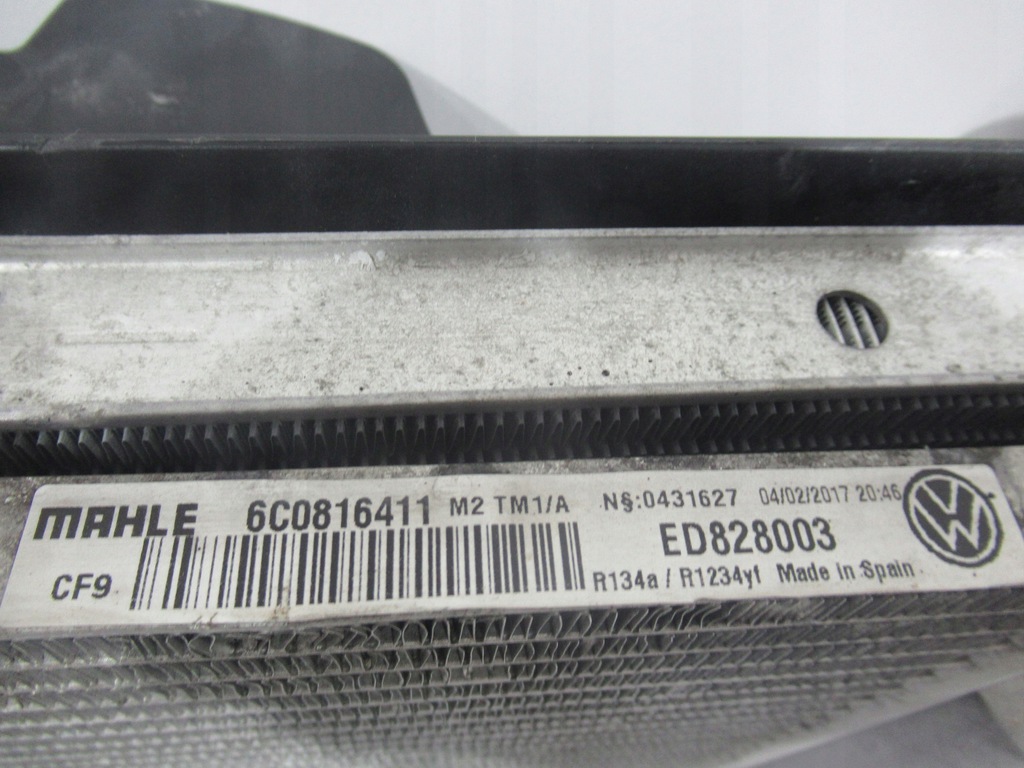 MAHLE 6C0816411 M2 TM1/A N§:0431627 04/02/2017 20:46
CF9 ED828003
R134a / R1234yf Made in Spain